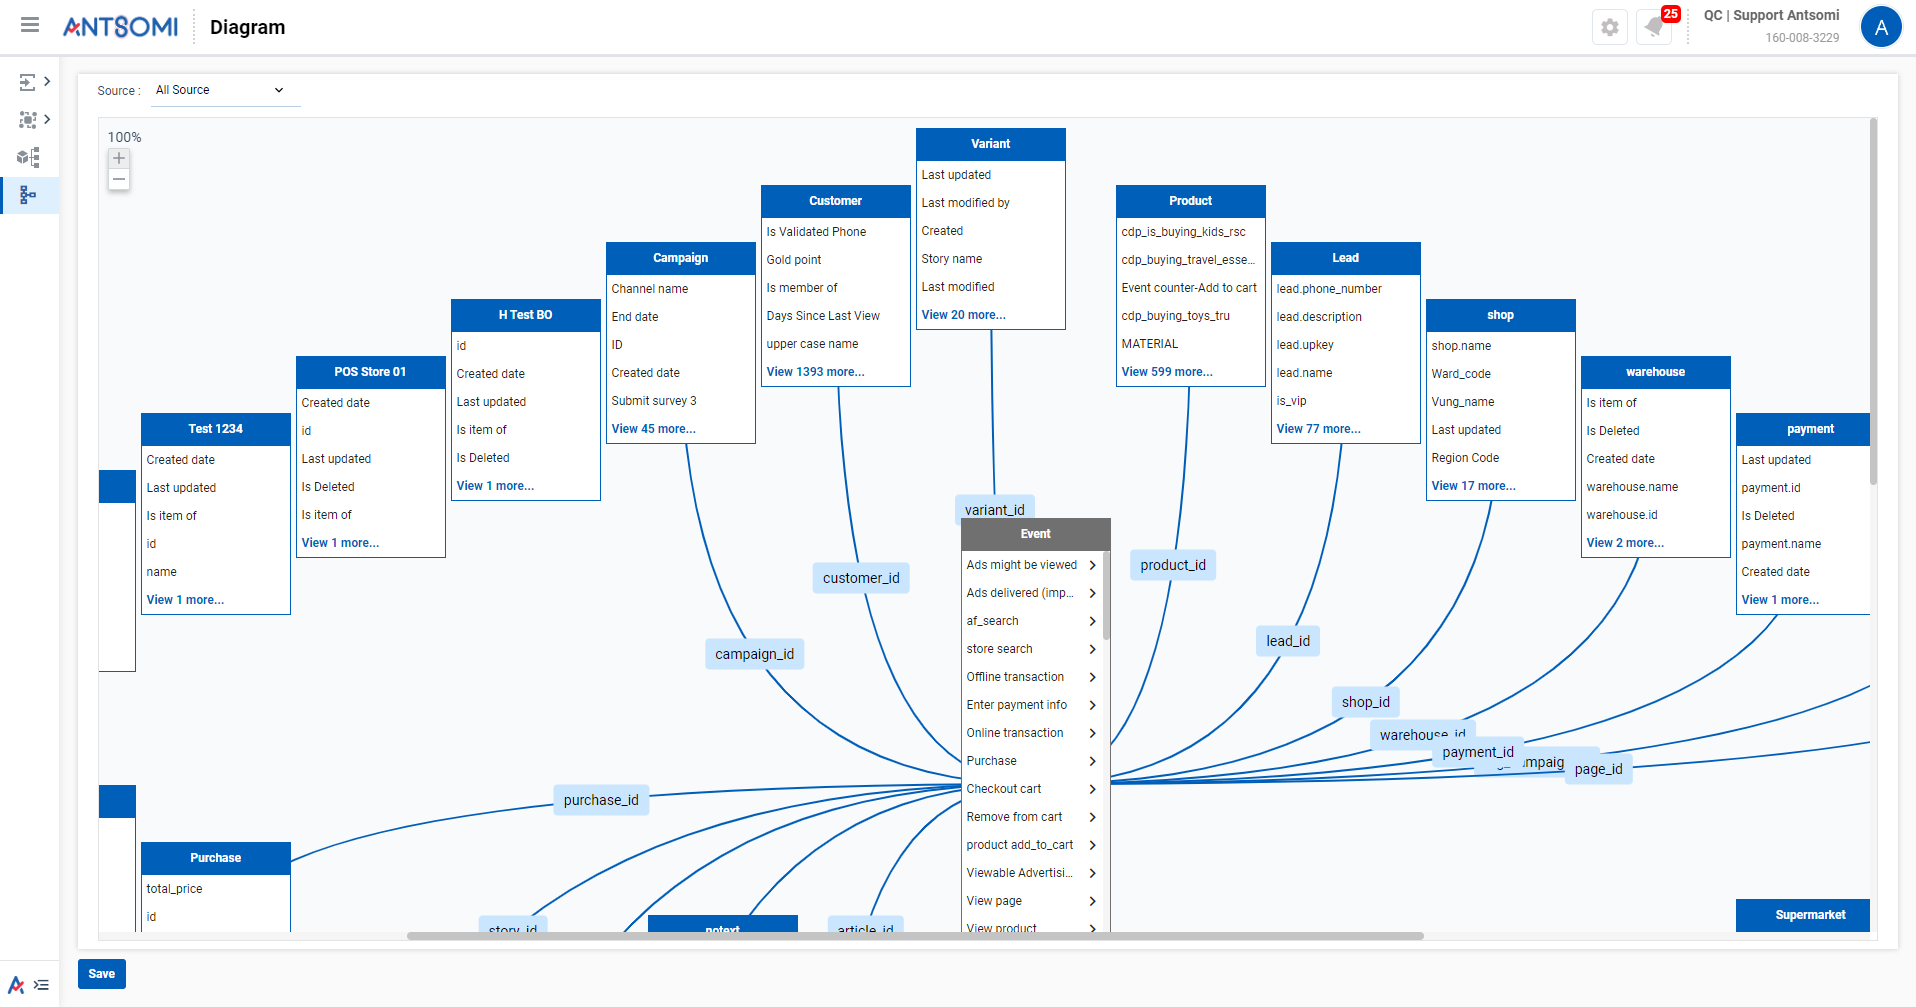 ANTSOMI
Diagram
25
QC | Support Antsomi
160-008-3229
A
Source :
All Source
100%
Variant
Last updated
Last modified by
Created
Story name
Last modified
View 20 more...
Customer
Is Validated Phone
Gold point
Is member of
Days Since Last View
upper case name
View 1393 more...
Product
cdp_is_buying_kids_rsc
cdp_buying_travel_esse...
Event counter-Add to cart
cdp_buying_toys_tru
MATERIAL
View 599 more...
Campaign
Channel name
End date
ID
Created date
Submit survey 3
View 45 more...
Lead
lead.phone_number
lead.description
lead.upkey
lead.name
is_vip
View 77 more...
H Test BO
id
Created date
Last updated
Is item of
Is Deleted
View 1 more...
shop
shop.name
Ward_code
Vung_name
Last updated
Region Code
View 17 more...
POS Store 01
Created date
id
Last updated
Is Deleted
Is item of
View 1 more...
warehouse
Is item of
Is Deleted
Created date
warehouse.name
warehouse.id
View 2 more...
Test 1234
Created date
Last updated
Is item of
id
name
View 1 more...
payment
Last updated
payment.id
Is Deleted
payment.name
Created date
View 1 more...
variant_id
Event
Ads might be viewed
Ads delivered (imp...
af_search
store search
Offline transaction
Enter payment info
Online transaction
Purchase
Checkout cart
Remove from cart
product add_to_cart
Viewable Advertisi...
View page
View product
product_id
customer_id
lead_id
campaign_id
shop_id
warehouse_id
payment_id
page_id
purchase_id
Purchase
total_price
id
story_id
notext
article_id
Supermarket
Save